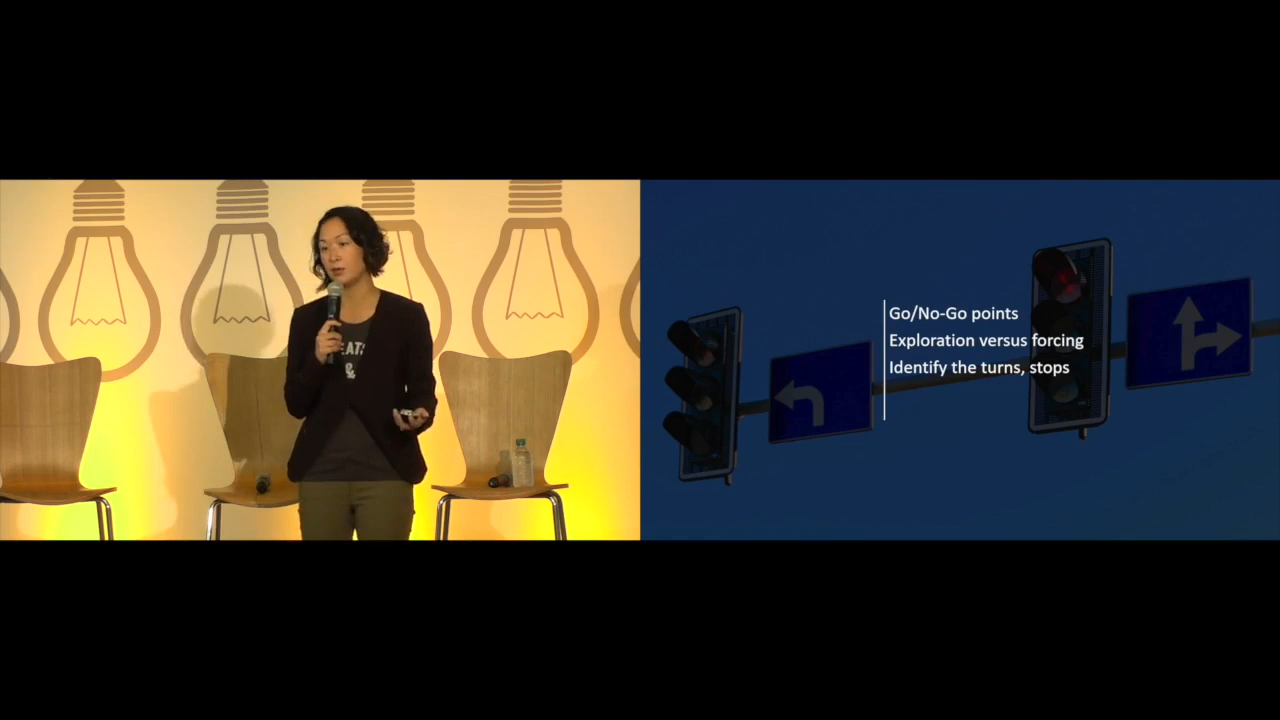 &
Go/No-Go points
Exploration versus forcing
Identify the turns, stops